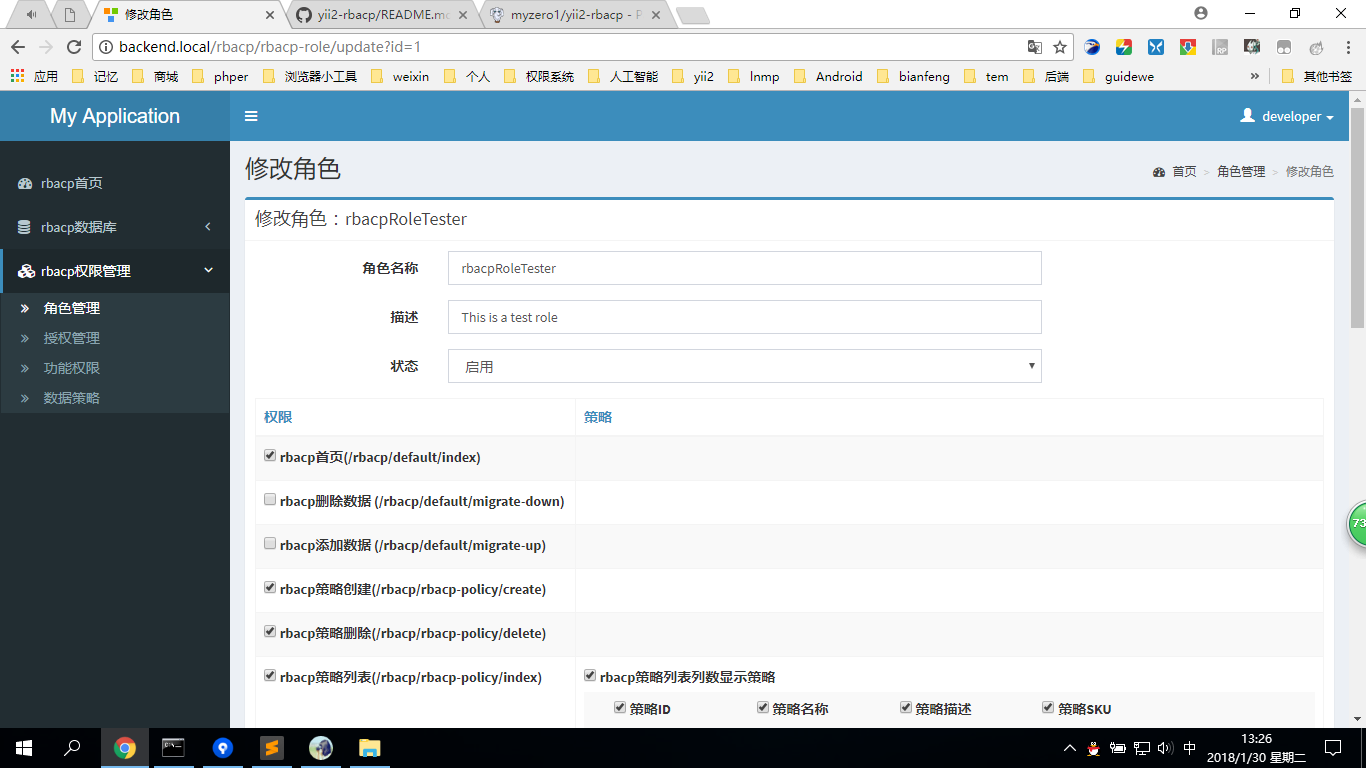 修改角色
yii2-rbacp/README.md
myzero1/yii2-rbacp - P
backend.local/rbacp/rbacp-role/update?id=1
应用 记忆 商城 phper 浏览器小工具 weixin 个人 权限系统 人工智能 yii2 lnmp Android bianfeng tem 后端 guidewe » 其他书签
My Application
developer
rbacp首页
rbacp数据库
rbacp权限管理
角色管理
授权管理
功能权限
数据策略
修改角色
首页 > 角色管理 > 修改角色
修改角色：rbacpRoleTester
角色名称 rbacpRoleTester
描述 This is a test role
状态 启用
权限 策略
rbacp首页(/rbacp/default/index)
rbacp删除数据 (/rbacp/default/migrate-down)
rbacp添加数据 (/rbacp/default/migrate-up)
rbacp策略创建(/rbacp/rbacp-policy/create)
rbacp策略删除(/rbacp/rbacp-policy/delete)
rbacp策略列表(/rbacp/rbacp-policy/index) rbacp策略列表列数显示策略
策略ID 策略名称 策略描述 策略SKU
73
中
13:26
2018/1/30 星期二